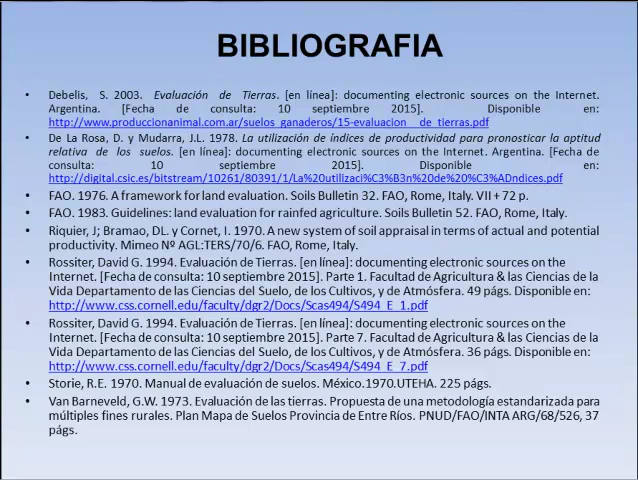 BIBLIOGRAFIA
• Debelis, S. 2003. Evaluación de Tierras. [en línea]: documenting electronic sources on the Internet.
Argentina. [Fecha de consulta: 10 septiembre 2015]. Disponible en:
http://www.produccionanimal.com.ar/suelos_ganaderos/15-evaluacion__de_tierras.pdf
• De La Rosa, D. y Mudarra, J.L. 1978. La utilización de índices de productividad para pronosticar la aptitud
relativa de los suelos. [en línea]: documenting electronic sources on the Internet. Argentina. [Fecha de
consulta: 10 septiembre 2015]. Disponible en:
http://digital.csic.es/bitstream/10261/80391/1/La%20utilizaci%C3%B3n%20de%20%C3%ADndices.pdf
• FAO. 1976. A framework for land evaluation. Soils Bulletin 32. FAO, Rome, Italy. VII + 72 p.
• FAO. 1983. Guidelines: land evaluation for rainfed agriculture. Soils Bulletin 52. FAO, Rome, Italy.
• Riquier, J; Bramao, DL. y Cornet, I. 1970. A new system of soil appraisal in terms of actual and potential
productivity. Mimeo Nº AGL:TERS/70/6. FAO, Rome, Italy.
• Rossiter, David G. 1994. Evaluación de Tierras. [en línea]: documenting electronic sources on the
Internet. [Fecha de consulta: 10 septiembre 2015]. Parte 1. Facultad de Agricultura & las Ciencias de la
Vida Departamento de las Ciencias del Suelo, de los Cultivos, y de Atmósfera. 49 págs. Disponible en:
http://www.css.cornell.edu/faculty/dgr2/Docs/Scas494/S494_E_1.pdf
• Rossiter, David G. 1994. Evaluación de Tierras. [en línea]: documenting electronic sources on the
Internet. [Fecha de consulta: 10 septiembre 2015]. Parte 7. Facultad de Agricultura & las Ciencias de la
Vida Departamento de las Ciencias del Suelo, de los Cultivos, y de Atmósfera. 36 págs. Disponible en:
http://www.css.cornell.edu/faculty/dgr2/Docs/Scas494/S494_E_7.pdf
• Storie, R.E. 1970. Manual de evaluación de suelos. México.1970.UTEHA. 225 págs.
• Van Barneveld, G.W. 1973. Evaluación de las tierras. Propuesta de una metodología estandarizada para
múltiples fines rurales. Plan Mapa de Suelos Provincia de Entre Ríos. PNUD/FAO/INTA ARG/68/526, 37
págs.